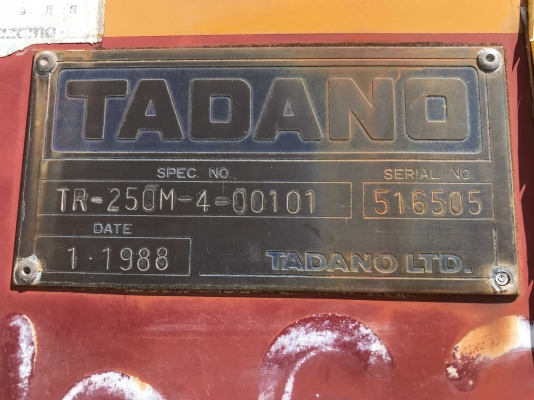 TADANO
SPEC. NO. SERIAL NO.
TR-250M-4-00101 516505
DATE
1·1988 TADANO LTD.